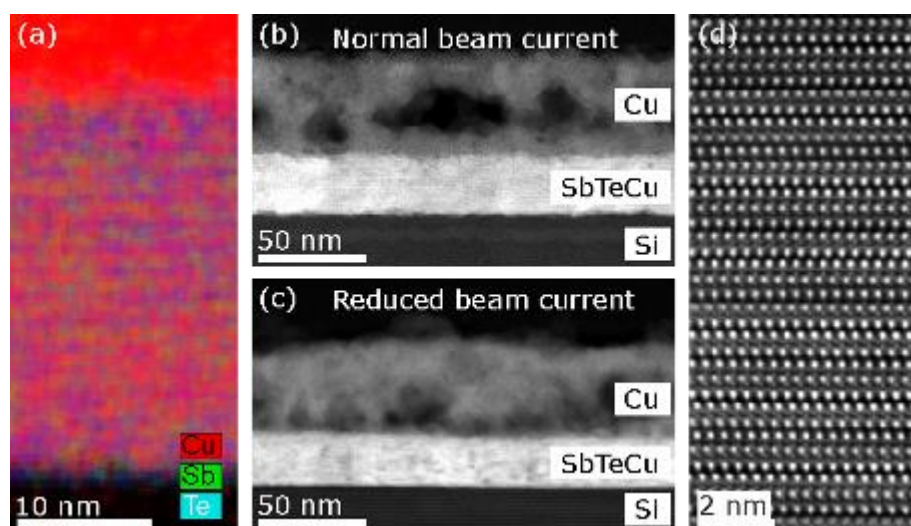 (a)
Cu
Sb
Te
10 nm
(b) Normal beam current
Cu
SbTeCu
Si
50 nm
(c) Reduced beam current
Cu
SbTeCu
Si
50 nm
(d)
2 nm